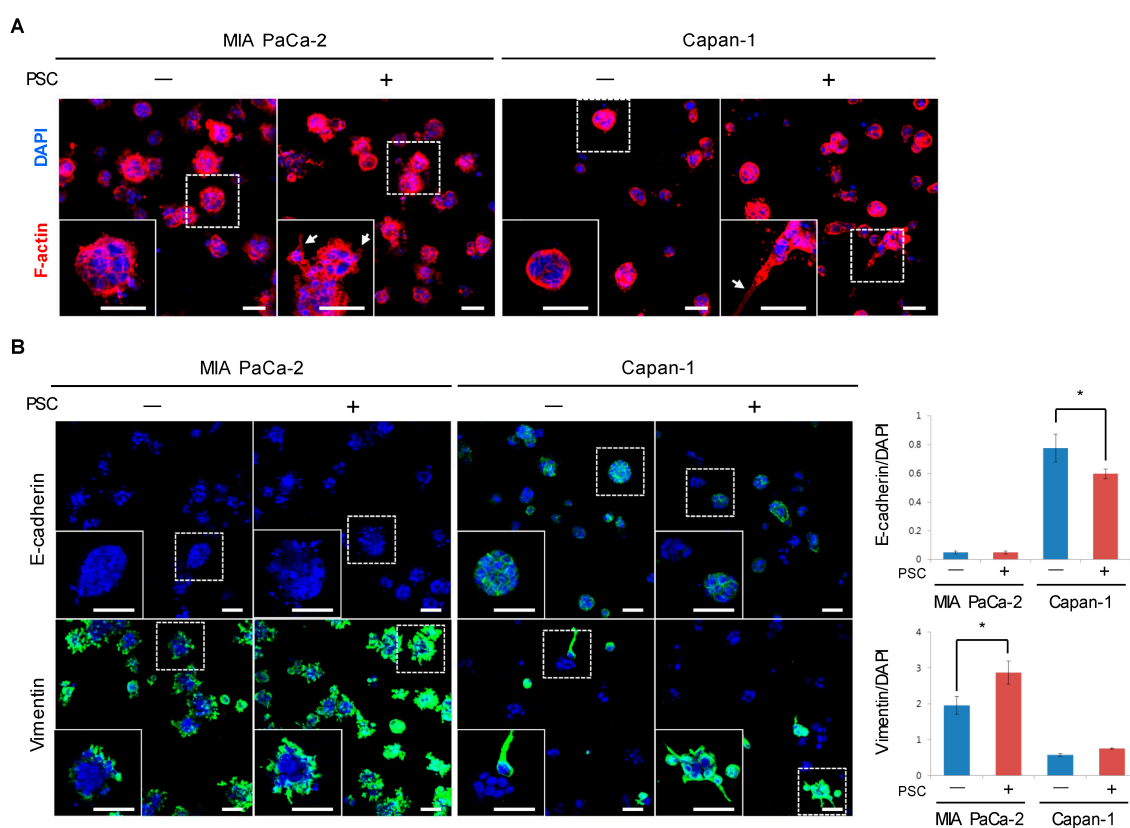 A
MIA PaCa-2 Capan-1
PSC — + — +
DAPI
F-actin
B
MIA PaCa-2 Capan-1
PSC — + — +
E-cadherin
Vimentin
*
E-cadherin/DAPI
1
0.8
0.6
0.4
0.2
0
PSC — + — +
MIA PaCa-2 Capan-1
*
Vimentin/DAPI
4
3
2
1
0
PSC — + — +
MIA PaCa-2 Capan-1